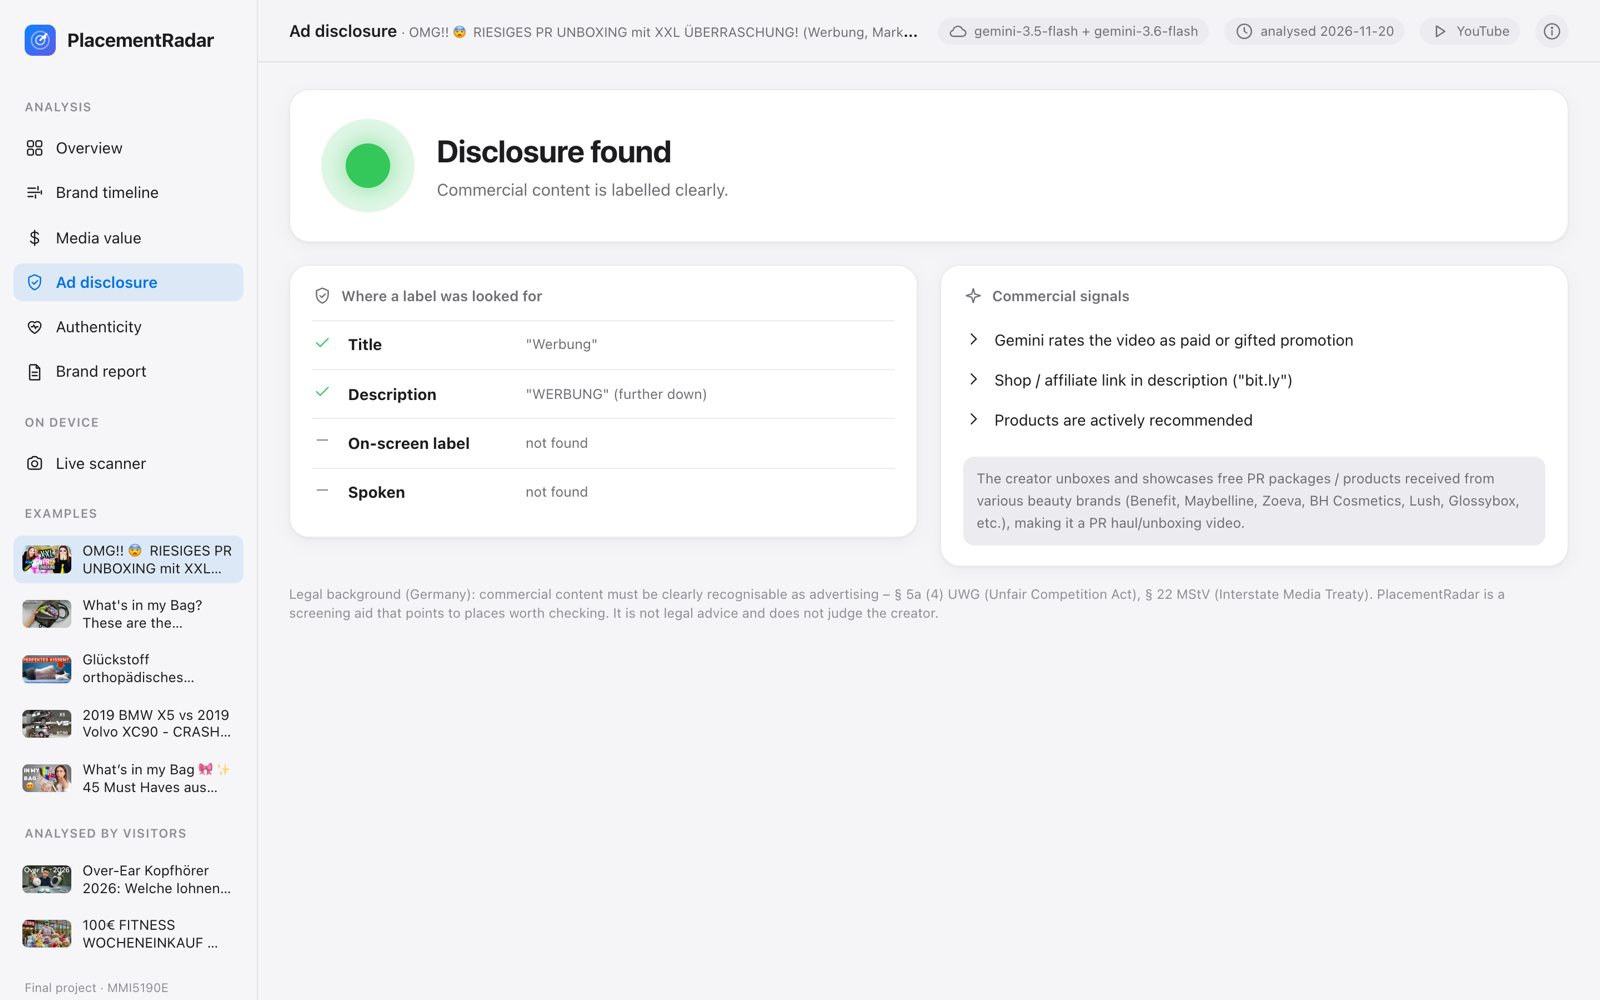 PlacementRadar
ANALYSIS
Overview
Brand timeline
Media value
Ad disclosure
Authenticity
Brand report
ON DEVICE
Live scanner
EXAMPLES
OMG!! 😨 RIESIGES PR
UNBOXING mit XXL...
What's in my Bag?
These are the...
Glückstoff
orthopädisches...
2019 BMW X5 vs 2019
Volvo XC90 - CRASH...
What's in my Bag 🎀 ✨
45 Must Haves aus...
ANALYSED BY VISITORS
Over-Ear Kopfhörer
2026: Welche lohnen...
100€ FITNESS
WOCHENEINKAUF ...
Final project · MMI5190E
Ad disclosure · OMG!! 😨 RIESIGES PR UNBOXING mit XXL ÜBERRASCHUNG! (Werbung, Mark...
gemini-3.5-flash + gemini-3.6-flash
analysed 2026-11-20
YouTube
Disclosure found
Commercial content is labelled clearly.
Where a label was looked for
Title "Werbung"
Description "WERBUNG" (further down)
On-screen label not found
Spoken not found
Commercial signals
Gemini rates the video as paid or gifted promotion
Shop / affiliate link in description ("bit.ly")
Products are actively recommended
The creator unboxes and showcases free PR packages / products received from
various beauty brands (Benefit, Maybelline, Zoeva, BH Cosmetics, Lush, Glossybox,
etc.), making it a PR haul/unboxing video.
Legal background (Germany): commercial content must be clearly recognisable as advertising – § 5a (4) UWG (Unfair Competition Act), § 22 MStV (Interstate Media Treaty). PlacementRadar is a
screening aid that points to places worth checking. It is not legal advice and does not judge the creator.